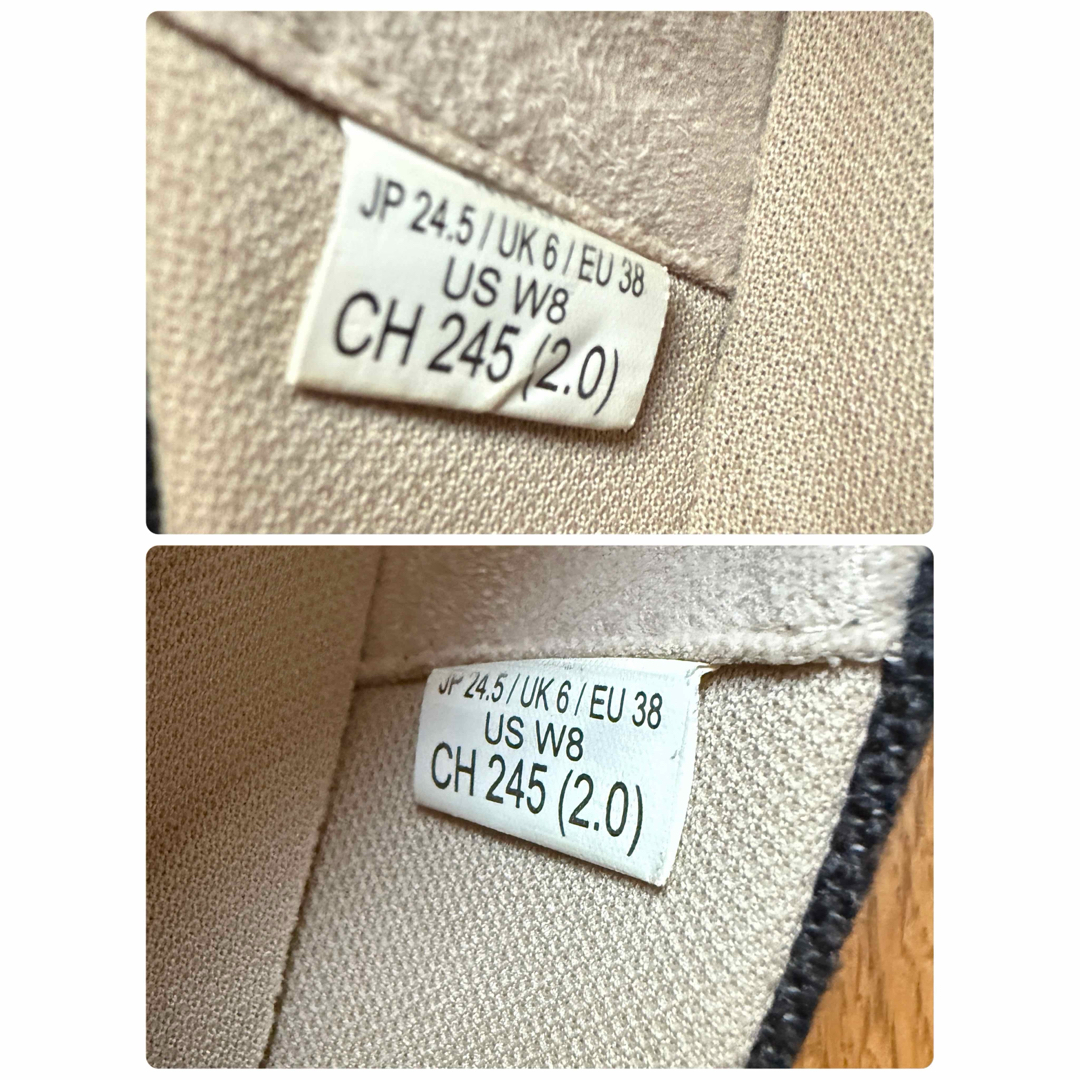 JP 24.5 / UK 6 / EU 38
US W8
CH 245 (2.0)
JP 24.5 / UK 6 / EU 38
US W8
CH 245 (2.0)